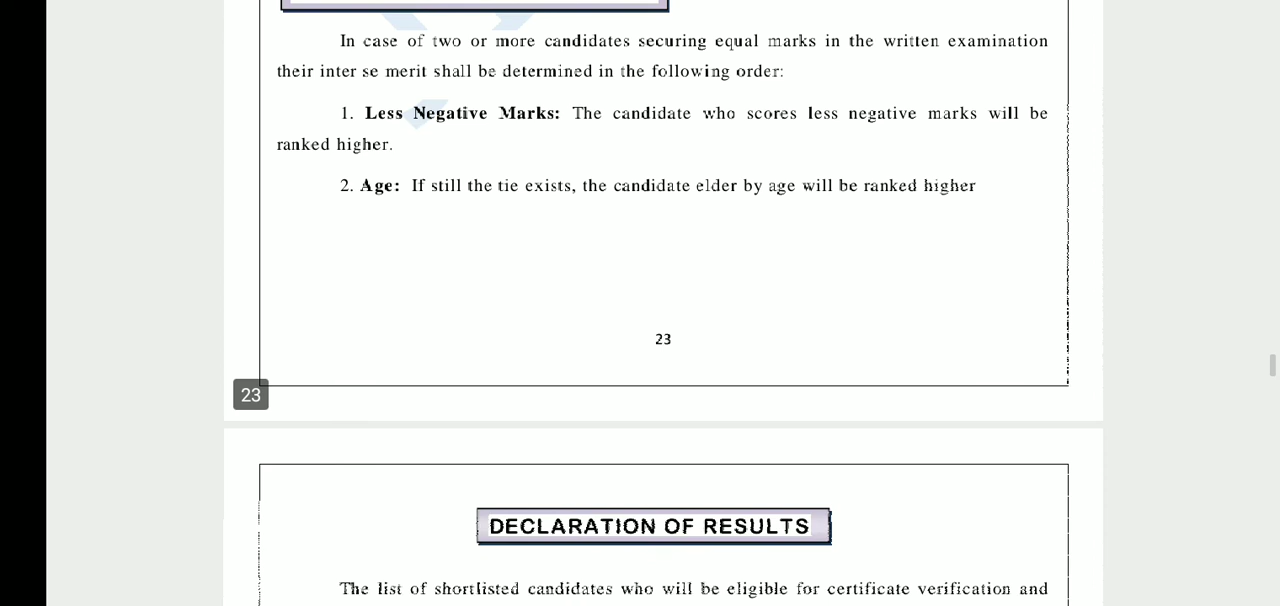 In case of two or more candidates securing equal marks in the written examination
their inter se merit shall be determined in the following order:
1. Less Negative Marks: The candidate who scores less negative marks will be
ranked higher.
2. Age: If still the tie exists, the candidate elder by age will be ranked higher
23
23
DECLARATION OF RESULTS
The list of shortlisted candidates who will be eligible for certificate verification and